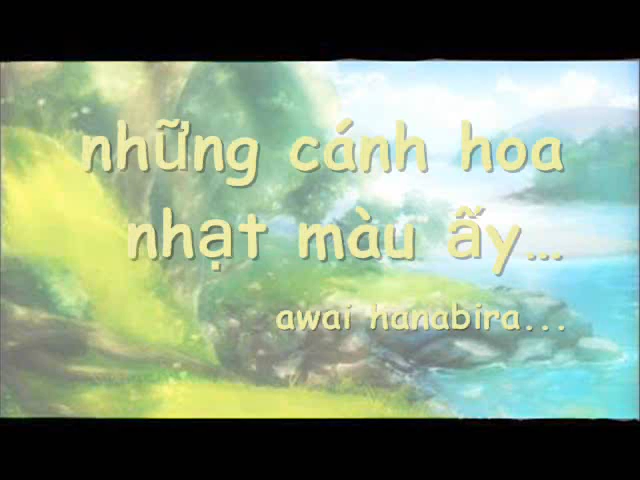 những cánh hoa
nhạt màu ấy...
awai hanabira...